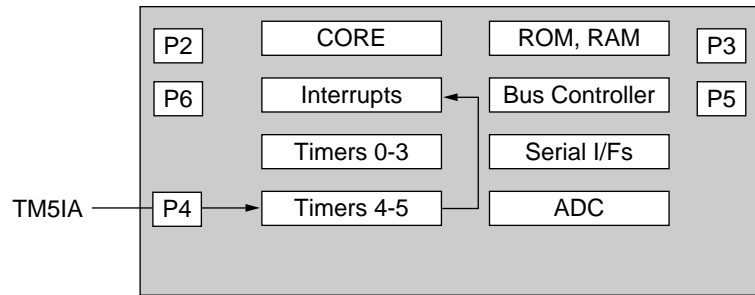 P2 CORE ROM, RAM P3
P6 Interrupts Bus Controller P5
Timers 0-3 Serial I/Fs
TM5IA P4 Timers 4-5 ADC